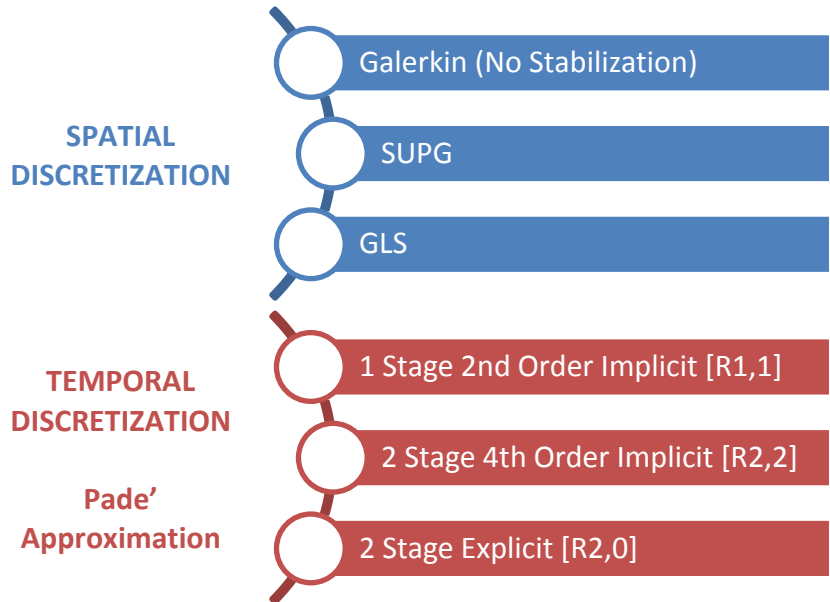 SPATIAL
DISCRETIZATION
Galerkin (No Stabilization)
SUPG
GLS
TEMPORAL
DISCRETIZATION
Pade'
Approximation
1 Stage 2nd Order Implicit [R1,1]
2 Stage 4th Order Implicit [R2,2]
2 Stage Explicit [R2,0]